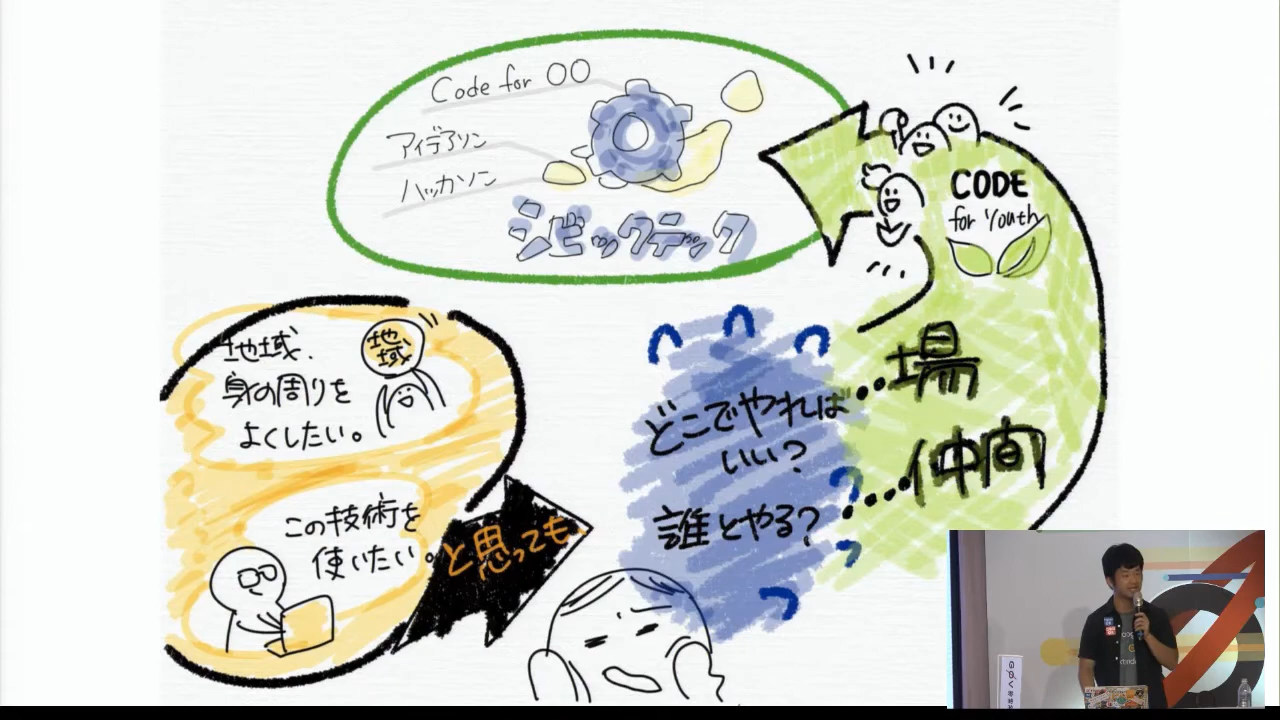 Code for ○○
アイデアソン
ハッカソン
シビックテック
CODE
for Youth
地域、
身の周りを
よくしたい。
地域
この技術を
使いたい。
と思っても、
どこでやれば
いい？
誰とやる？
場
仲間